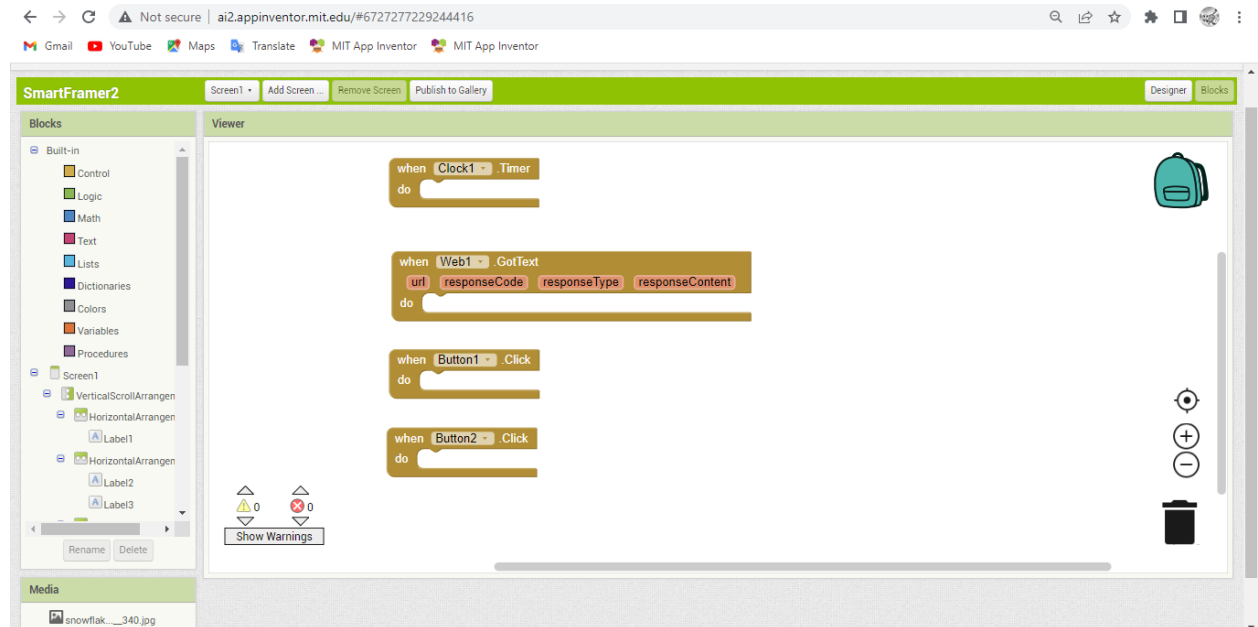 Not secure ai2.appinventor.mit.edu/#6727277229244416
Gmail YouTube Maps Translate MIT App Inventor MIT App Inventor
SmartFramer2 Screen1 Add Screen ... Remove Screen Publish to Gallery Designer Blocks
Blocks Viewer
Built-in
Control
Logic
Math
Text
Lists
Dictionaries
Colors
Variables
Procedures
Screen1
VerticalScrollArrangen
HorizontalArrangen
Label1
HorizontalArrangen
Label2
Label3
Rename Delete
Media
snowflak...__340.jpg
when Clock1 .Timer
do
when Web1 .GotText
url responseCode responseType responseContent
do
when Button1 .Click
do
when Button2 .Click
do
0 0
Show Warnings